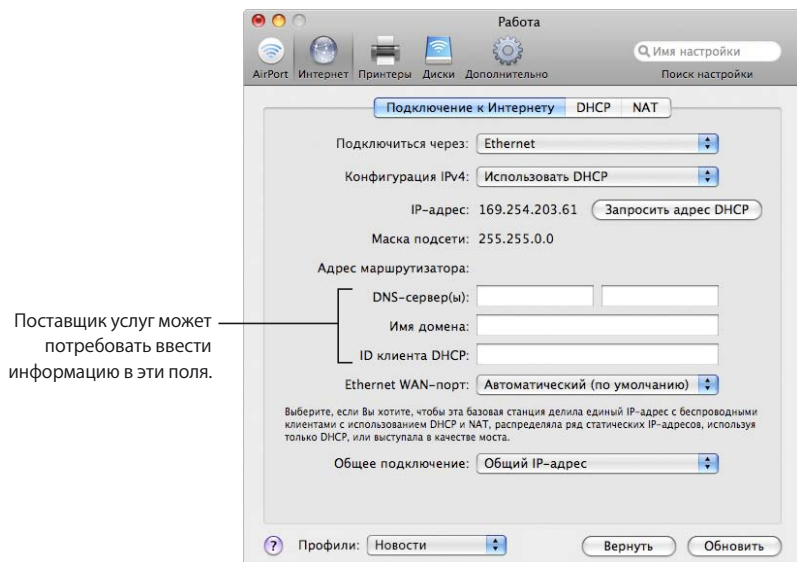 Работа
Имя настройки
AirPort Интернет Принтеры Диски Дополнительно Поиск настройки
Подключение к Интернету DHCP NAT
Подключиться через: Ethernet
Конфигурация IPv4: Использовать DHCP
IP-адрес: 169.254.203.61 Запросить адрес DHCP
Маска подсети: 255.255.0.0
Адрес маршрутизатора:
DNS-сервер(ы):
Имя домена:
ID клиента DHCP:
Поставщик услуг может
потребовать ввести
информацию в эти поля.
Ethernet WAN-порт: Автоматический (по умолчанию)
Выберите, если Вы хотите, чтобы эта базовая станция делила единый IP-адрес с беспроводными
клиентами с использованием DHCP и NAT, распределяла ряд статических IP-адресов, используя
только DHCP, или выступала в качестве моста.
Общее подключение: Общий IP-адрес
? Профили: Новости Вернуть Обновить